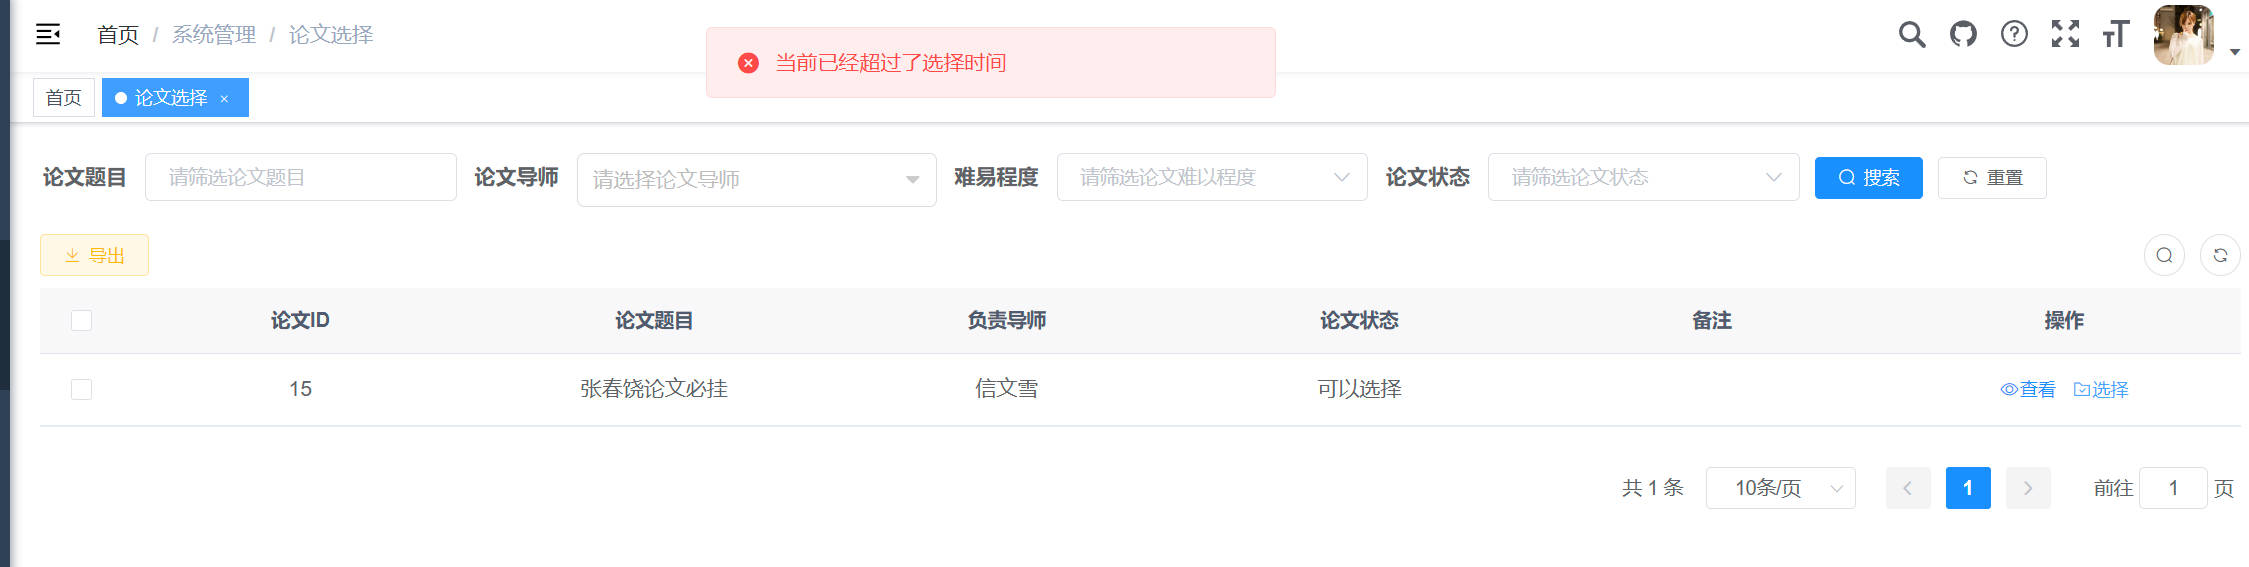 首页 / 系统管理 / 论文选择
当前已经超过了选择时间
首页 论文选择 ×
论文题目 请筛选论文题目 论文导师 请选择论文导师 难易程度 请筛选论文难以程度 论文状态 请筛选论文状态 搜索 重置
导出
论文ID 论文题目 负责导师 论文状态 备注 操作
15 张春饶论文必挂 信文雪 可以选择 查看 选择
共 1 条 10条/页 1 前往 1 页